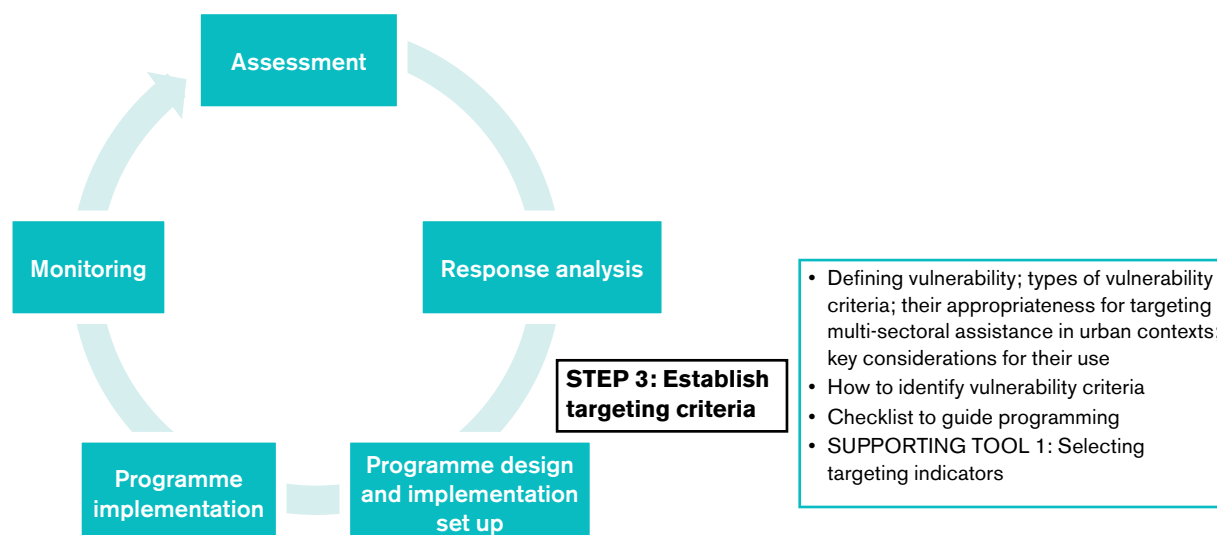 Assessment
Response analysis
Monitoring
STEP 3: Establish
targeting criteria
• Defining vulnerability; types of vulnerability
criteria; their appropriateness for targeting
multi-sectoral assistance in urban contexts;
key considerations for their use
• How to identify vulnerability criteria
• Checklist to guide programming
• SUPPORTING TOOL 1: Selecting
targeting indicators
Programme design
and implementation
set up
Programme
implementation